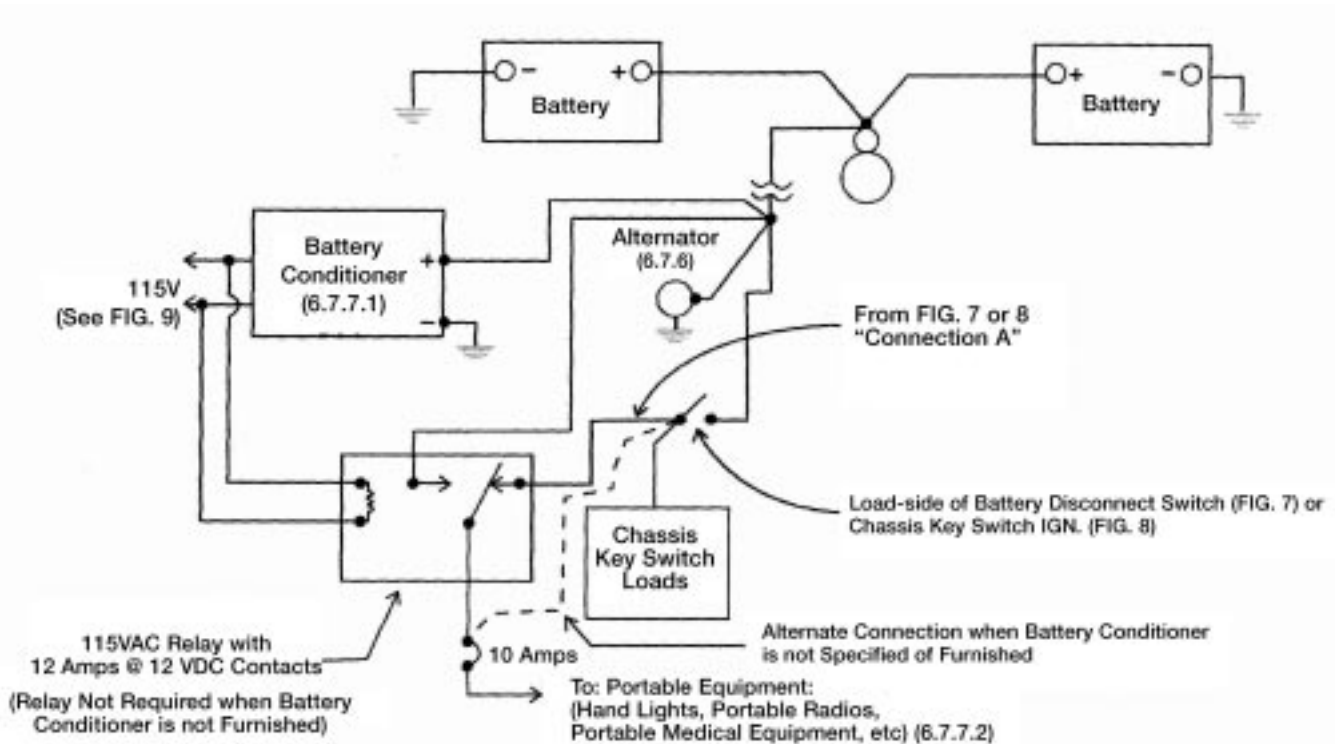 − +
Battery
+ −
Battery
Battery
Conditioner
(6.7.7.1)
+
−
115V
(See FIG. 9)
Alternator
(6.7.6)
From FIG. 7 or 8
“Connection A”
Load-side of Battery Disconnect Switch (FIG. 7) or
Chassis Key Switch IGN. (FIG. 8)
Chassis
Key Switch
Loads
115VAC Relay with
12 Amps @ 12 VDC Contacts
(Relay Not Required when Battery
Conditioner is not Furnished)
10 Amps
Alternate Connection when Battery Conditioner
is not Specified of Furnished
To: Portable Equipment:
(Hand Lights, Portable Radios,
Portable Medical Equipment, etc) (6.7.7.2)